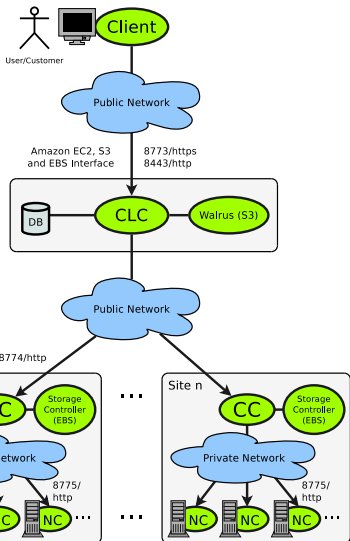 Client
User/Customer
Public Network
Amazon EC2, S3
and EBS Interface
8773/https
8443/http
DB
CLC
Walrus (S3)
Public Network
8774/http
...
Site n
C
Storage
Controller
(EBS)
CC
Storage
Controller
(EBS)
etwork
Private Network
8775/
http
8775/
http
C
NC
...
...
NC
NC
NC
...